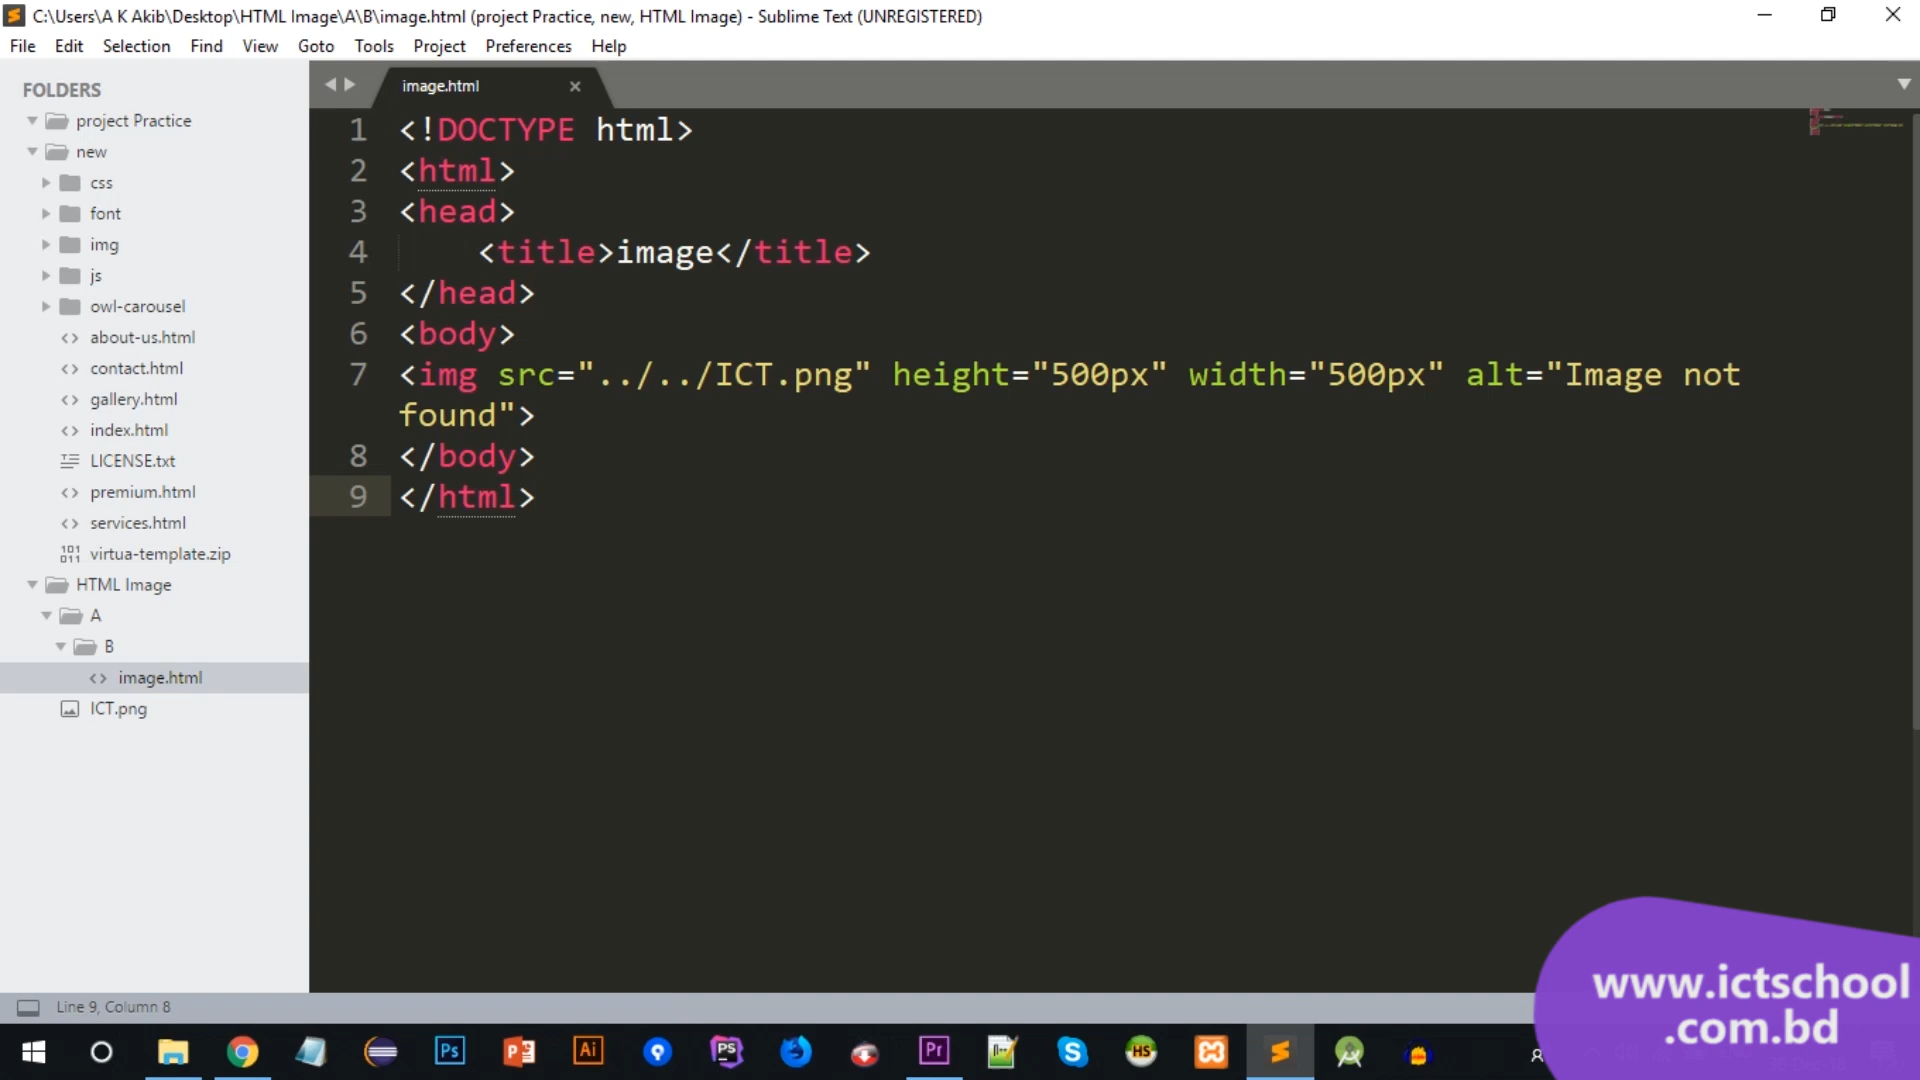 C:\Users\A K Akib\Desktop\HTML Image\A\B\image.html (project Practice, new, HTML Image) - Sublime Text (UNREGISTERED)
File Edit Selection Find View Goto Tools Project Preferences Help
FOLDERS
project Practice
new
css
font
img
js
owl-carousel
about-us.html
contact.html
gallery.html
index.html
LICENSE.txt
premium.html
services.html
virtua-template.zip
HTML Image
A
B
image.html
ICT.png
image.html
1 <!DOCTYPE html>
2 <html>
3 <head>
4 <title>image</title>
5 </head>
6 <body>
7 <img src="../../ICT.png" height="500px" width="500px" alt="Image not
found">
8 </body>
9 </html>
Line 9, Column 8
www.ictschool
.com.bd